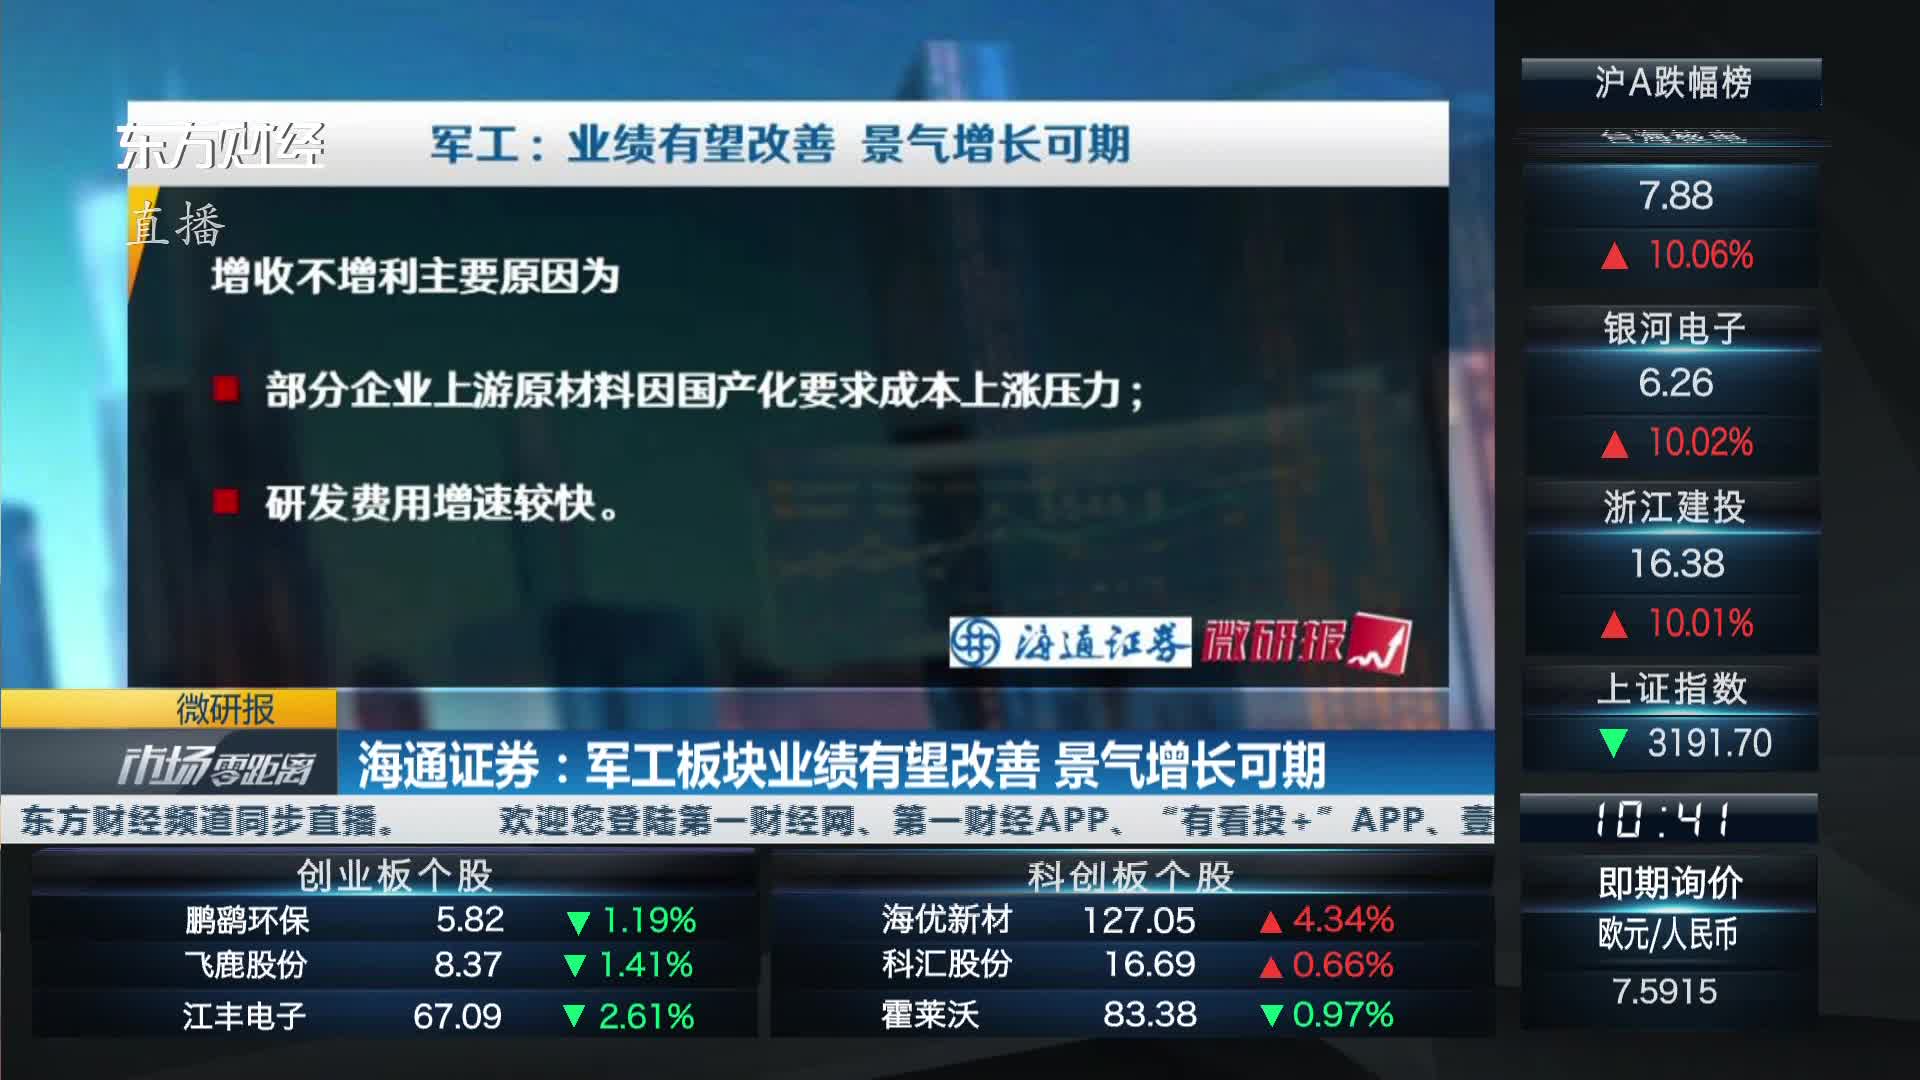 东方财经
直播
军工：业绩有望改善 景气增长可期
增收不增利主要原因为
部分企业上游原材料因国产化要求成本上涨压力；
研发费用增速较快。
海通证券
微研报
微研报
市场零距离
海通证券：军工板块业绩有望改善 景气增长可期
东方财经频道同步直播。 欢迎您登陆第一财经网、第一财经APP、“有看投+”APP、壹
创业板个股
鹏鹞环保 5.82 ▼ 1.19%
飞鹿股份 8.37 ▼ 1.41%
江丰电子 67.09 ▼ 2.61%
科创板个股
海优新材 127.05 ▲ 4.34%
科汇股份 16.69 ▲ 0.66%
霍莱沃 83.38 ▼ 0.97%
沪A跌幅榜
7.88
▲ 10.06%
银河电子
6.26
▲ 10.02%
浙江建投
16.38
▲ 10.01%
上证指数
▼ 3191.70
10:41
即期询价
欧元/人民币
7.5915